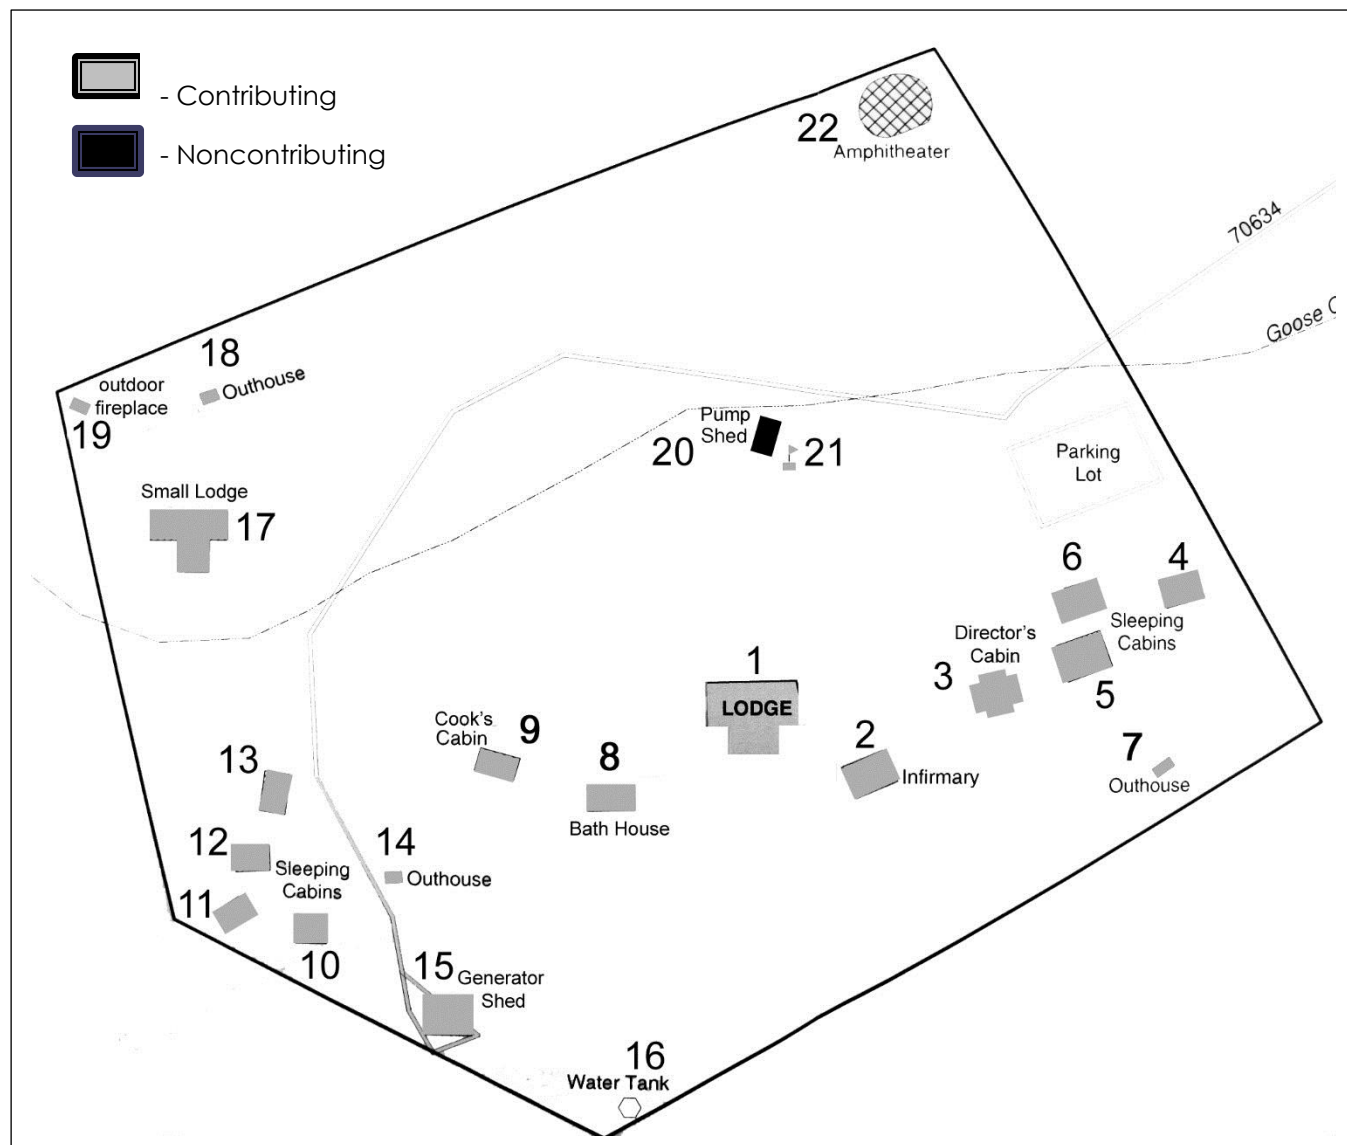 - Contributing
- Noncontributing
22
Amphitheater
70634
Goose C
18
Outhouse
outdoor
fireplace
19
Small Lodge
17
Pump
Shed
20
21
Parking
Lot
6
4
Sleeping
Cabins
5
Director's
Cabin
3
1
LODGE
2
Infirmary
7
Outhouse
Cook's
Cabin
9
8
Bath House
13
12
Sleeping
Cabins
11
10
14
Outhouse
15
Generator
Shed
16
Water Tank